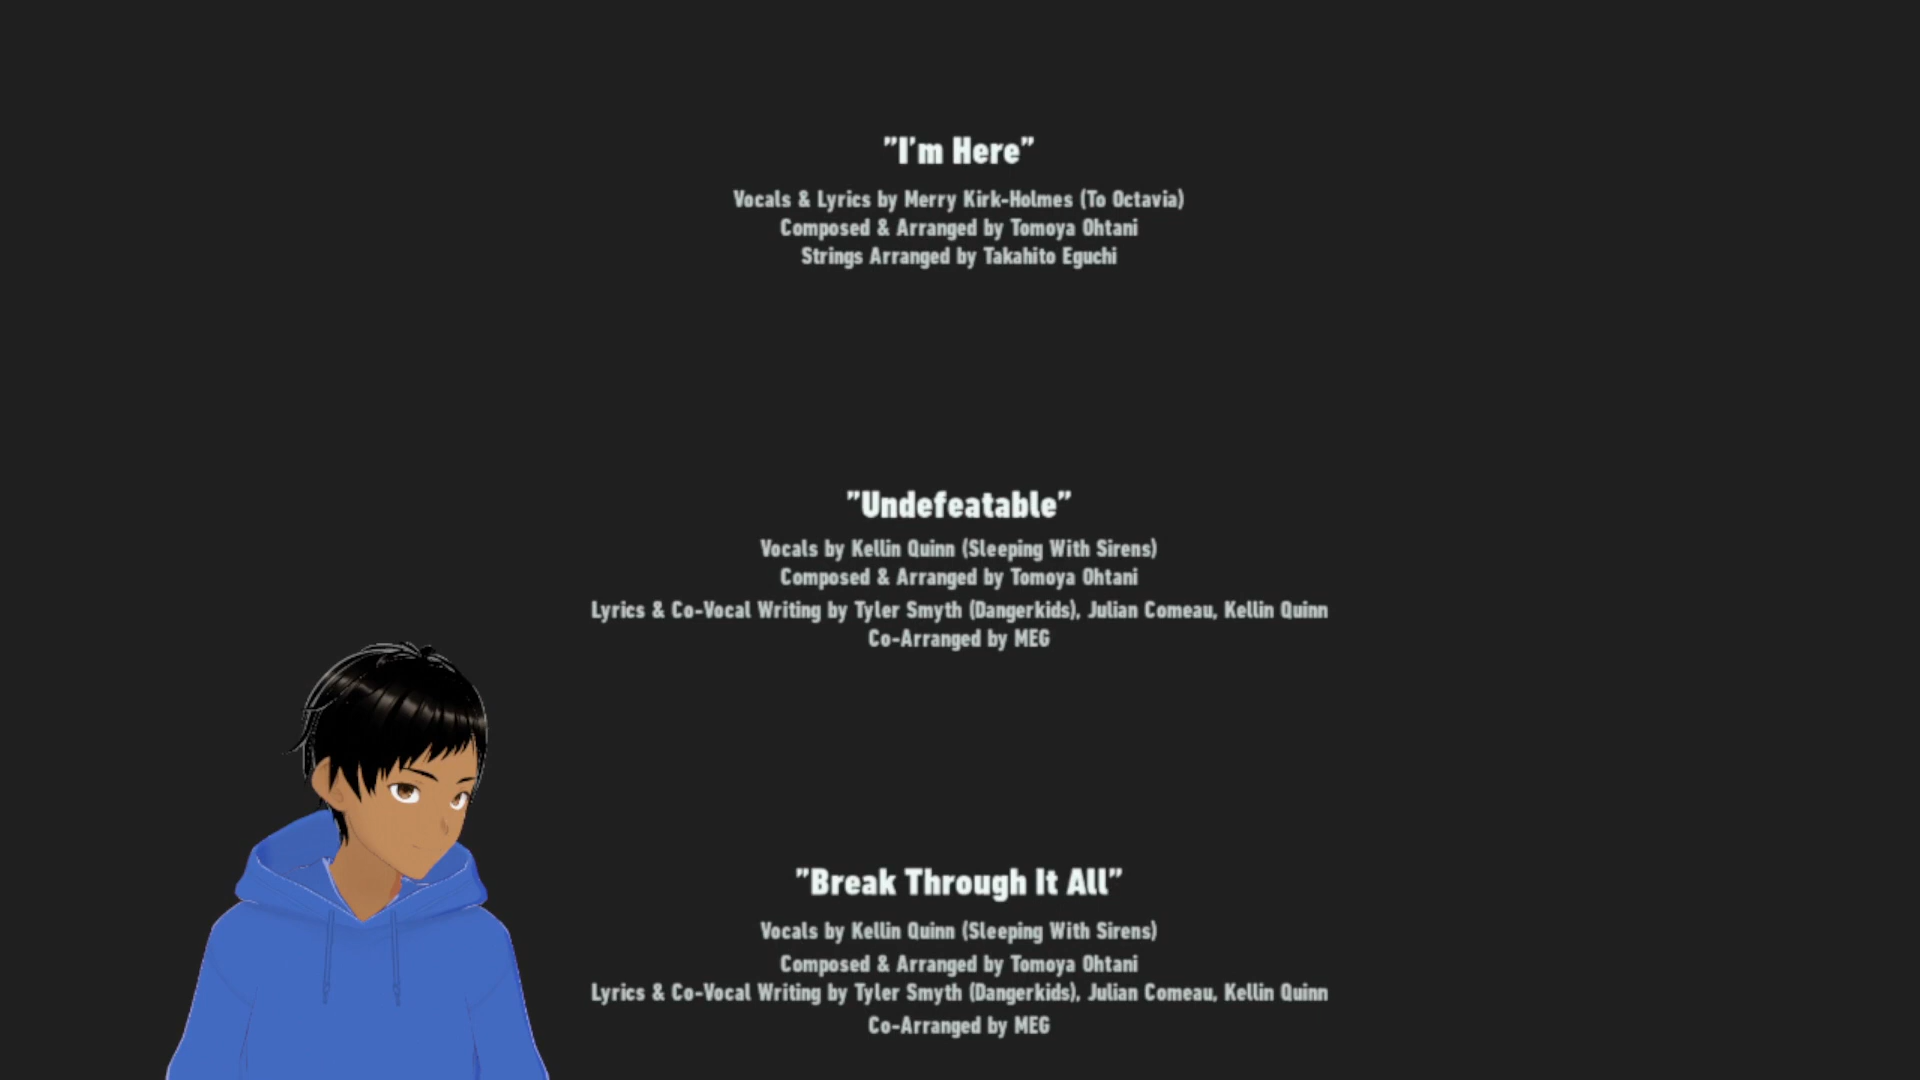 ”I’m Here”
Vocals & Lyrics by Merry Kirk-Holmes (To Octavia)
Composed & Arranged by Tomoya Ohtani
Strings Arranged by Takahito Eguchi
”Undefeatable”
Vocals by Kellin Quinn (Sleeping With Sirens)
Composed & Arranged by Tomoya Ohtani
Lyrics & Co-Vocal Writing by Tyler Smyth (Dangerkids), Julian Comeau, Kellin Quinn
Co-Arranged by MEG
”Break Through It All”
Vocals by Kellin Quinn (Sleeping With Sirens)
Composed & Arranged by Tomoya Ohtani
Lyrics & Co-Vocal Writing by Tyler Smyth (Dangerkids), Julian Comeau, Kellin Quinn
Co-Arranged by MEG